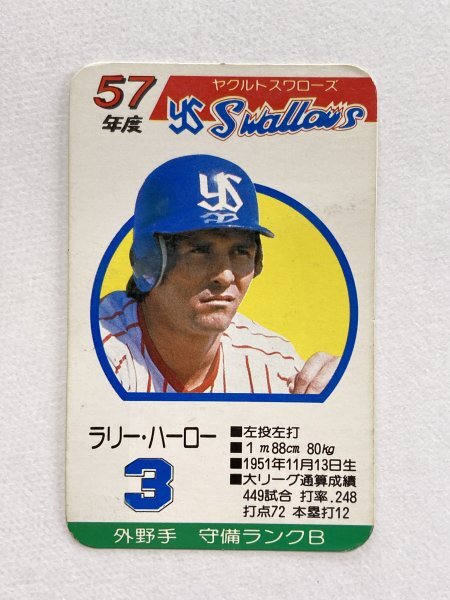 57
年度
ヤクルトスワローズ
YS Swallows
YS
ラリー・ハーロー
3
■左投左打
■1m88cm 80kg
■1951年11月13日生
■大リーグ通算成績
449試合 打率.248
打点72 本塁打12
外野手 守備ランクB